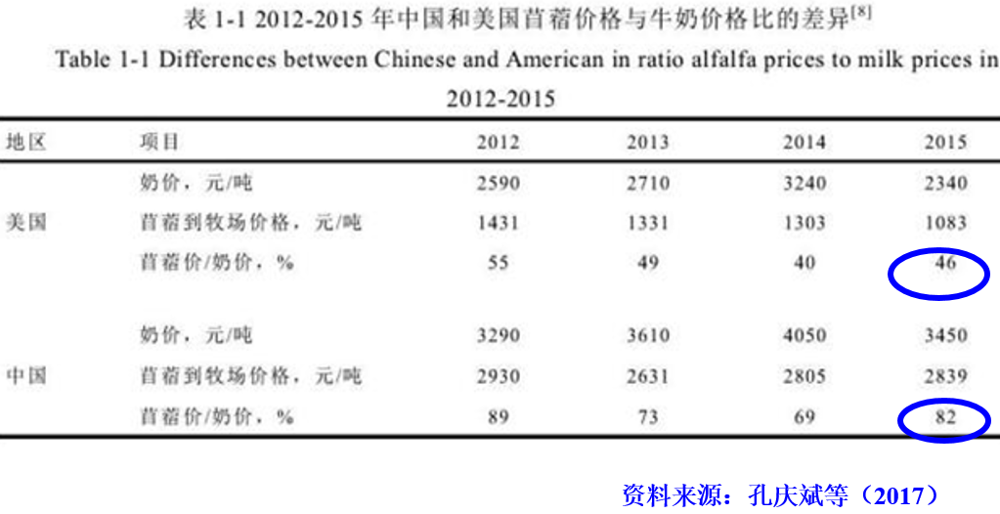 表 1-1 2012-2015 年中国和美国苜蓿价格与牛奶价格比的差异[8]
Table 1-1 Differences between Chinese and American in ratio alfalfa prices to milk prices in
2012-2015
地区 项目 2012 2013 2014 2015
奶价，元/吨 2590 2710 3240 2340
美国 苜蓿到牧场价格，元/吨 1431 1331 1303 1083
苜蓿价/奶价，% 55 49 40 46
奶价，元/吨 3290 3610 4050 3450
中国 苜蓿到牧场价格，元/吨 2930 2631 2805 2839
苜蓿价/奶价，% 89 73 69 82
资料来源：孔庆斌等（2017）